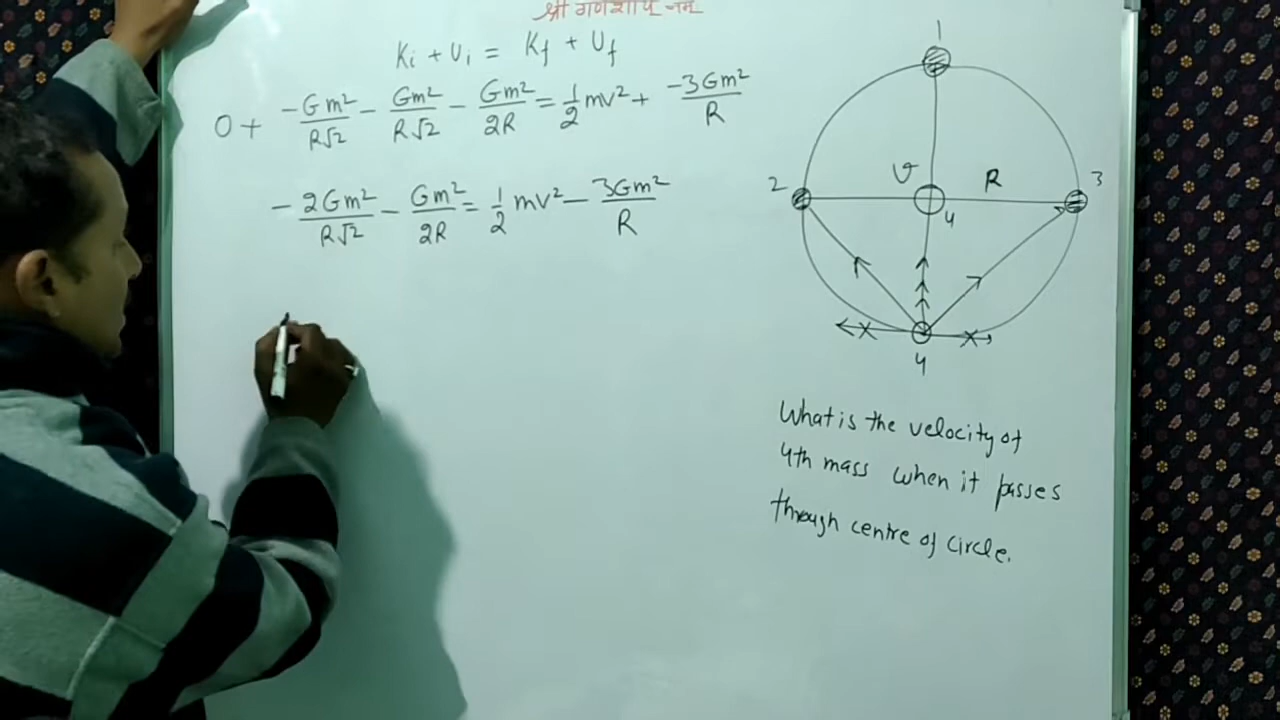 श्री गणेशाय नमः
Ki + Ui = Kf + Uf
0 + -Gm²/R√2 - Gm²/R√2 - Gm²/2R = 1/2 mv² + -3Gm²/R
- 2Gm²/R√2 - Gm²/2R = 1/2 mv² - 3Gm²/R
1
2
v
R
3
4
4
What is the velocity of
4th mass when it passes
through centre of circle.